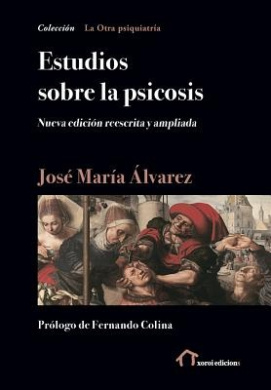 Colección La Otra psiquiatría
Estudios
sobre la psicosis
Nueva edición reescrita y ampliada
José María Álvarez
Prólogo de Fernando Colina
xoroi edicions